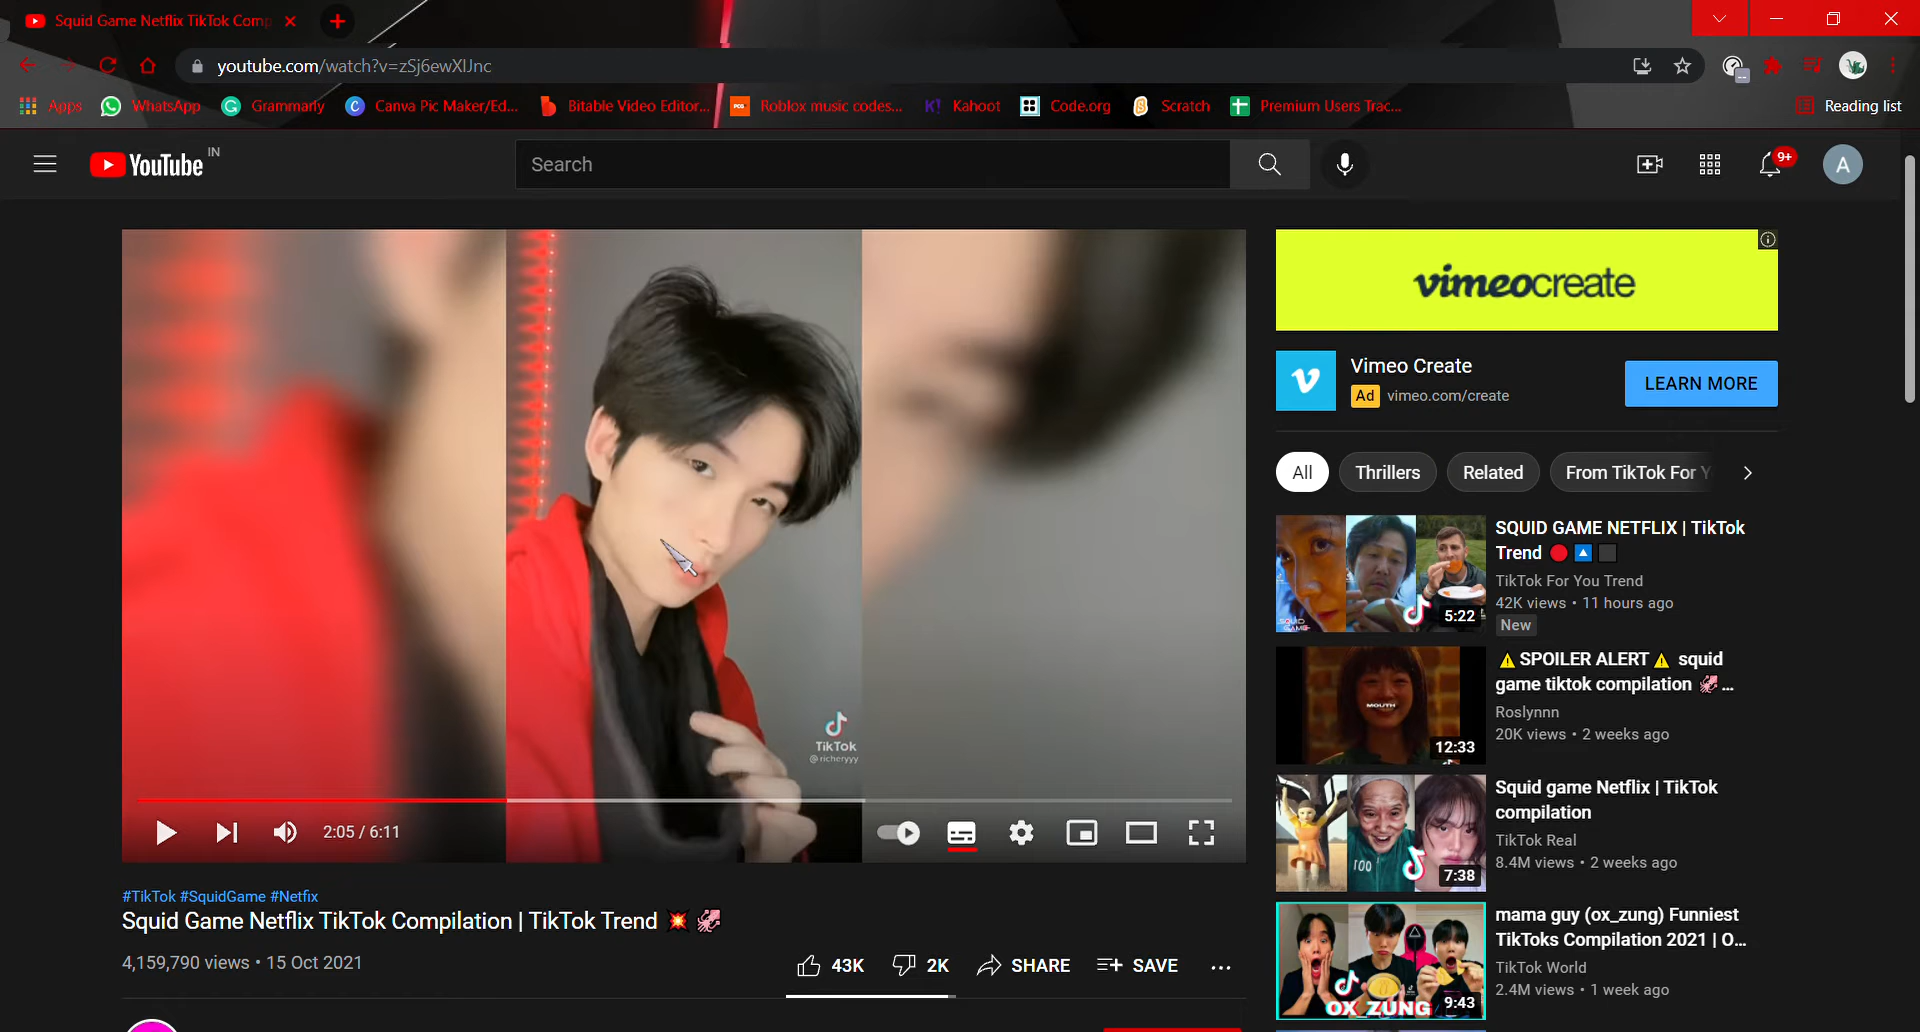 Squid Game Netflix TikTok Comp
youtube.com/watch?v=zSj6ewXIJnc
Apps
WhatsApp
Grammarly
Canva Pic Maker/Ed...
Bitable Video Editor...
Roblox music codes...
Kahoot
Code.org
Scratch
Premium Users Trac...
Reading list
YouTube IN
Search
9+
A
vimeocreate
Vimeo Create
Ad vimeo.com/create
LEARN MORE
All
Thrillers
Related
From TikTok For Y
TikTok
@richeryyy
2:05 / 6:11
#TikTok #SquidGame #Netfix
Squid Game Netflix TikTok Compilation | TikTok Trend 💥 🦑
4,159,790 views • 15 Oct 2021
43K
2K
SHARE
SAVE
SQUID GAME
5:22
SQUID GAME NETFLIX | TikTok
Trend 🔴 🔼 ⬛
TikTok For You Trend
42K views • 11 hours ago
New
MOUTH
12:33
⚠️ SPOILER ALERT ⚠️ squid
game tiktok compilation 🦑...
Roslynnn
20K views • 2 weeks ago
100
7:38
Squid game Netflix | TikTok
compilation
TikTok Real
8.4M views • 2 weeks ago
OX_ZUNG
9:43
mama guy (ox_zung) Funniest
TikToks Compilation 2021 | O...
TikTok World
2.4M views • 1 week ago